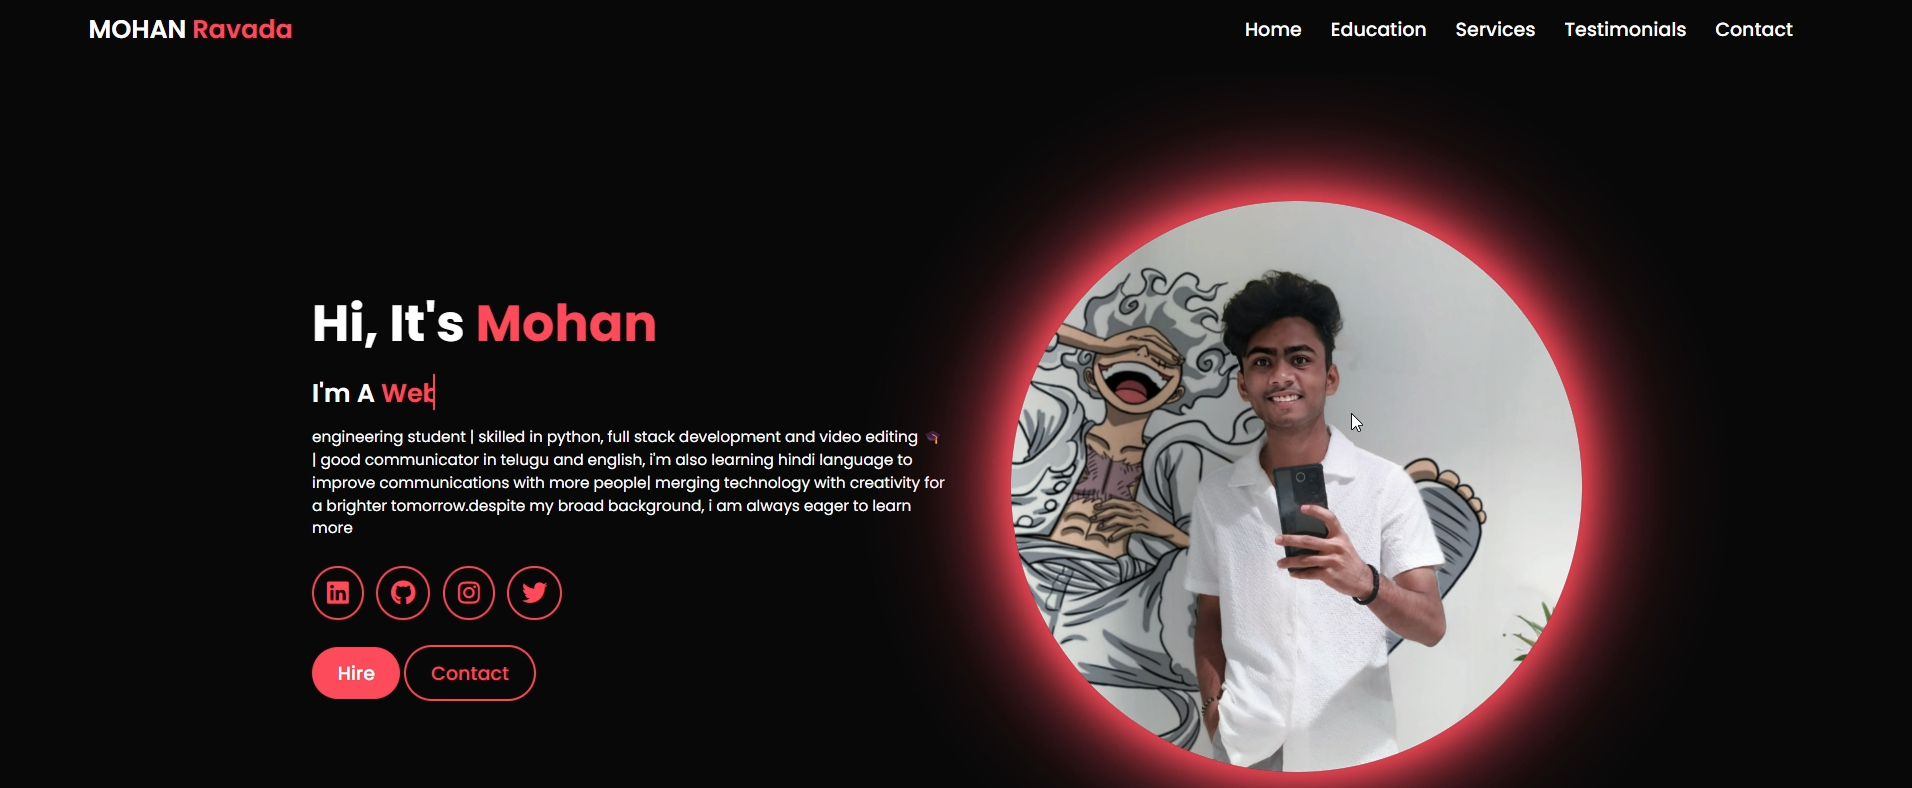 MOHAN Ravada
Home Education Services Testimonials Contact
Hi, It's Mohan
I'm A Web
engineering student | skilled in python, full stack development and video editing 🎓
| good communicator in telugu and english, i'm also learning hindi language to
improve communications with more people| merging technology with creativity for
a brighter tomorrow.despite my broad background, i am always eager to learn
more
Hire Contact